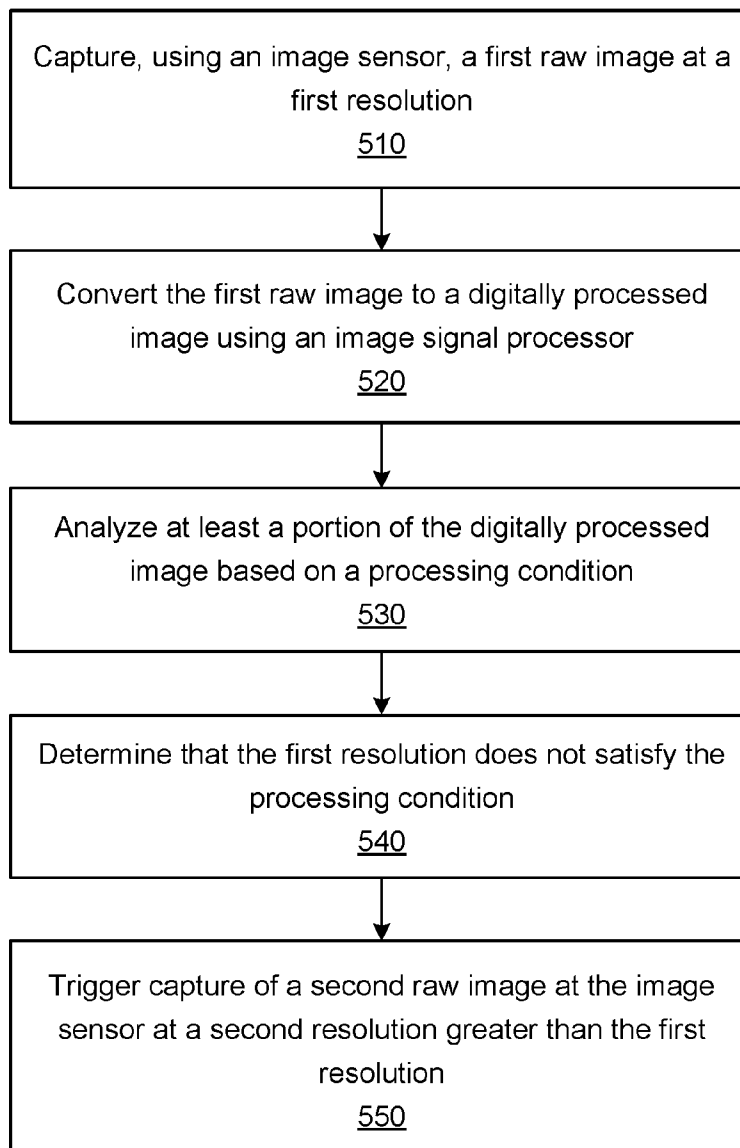 Capture, using an image sensor, a first raw image at a
first resolution
510
Convert the first raw image to a digitally processed
image using an image signal processor
520
Analyze at least a portion of the digitally processed
image based on a processing condition
530
Determine that the first resolution does not satisfy the
processing condition
540
Trigger capture of a second raw image at the image
sensor at a second resolution greater than the first
resolution
550